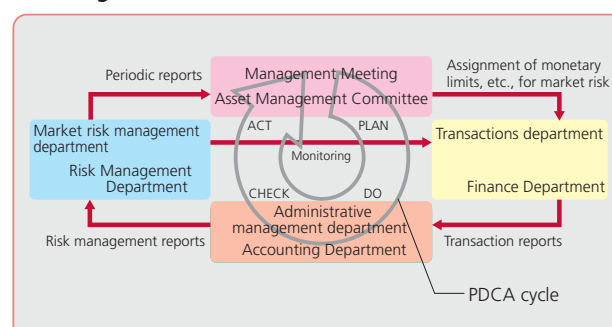 Periodic reports
Management Meeting
Asset Management Committee
Assignment of monetary
limits, etc., for market risk
Market risk management
department
Risk Management
Department
ACT
PLAN
Monitoring
CHECK
DO
Transactions department
Finance Department
Risk management reports
Administrative
management department
Accounting Department
Transaction reports
PDCA cycle